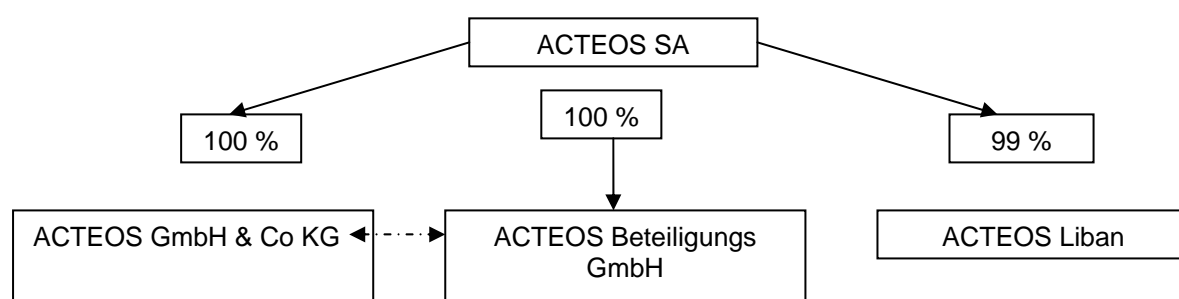 ACTEOS SA
100 %
100 %
99 %
ACTEOS GmbH & Co KG
ACTEOS Beteiligungs
GmbH
ACTEOS Liban